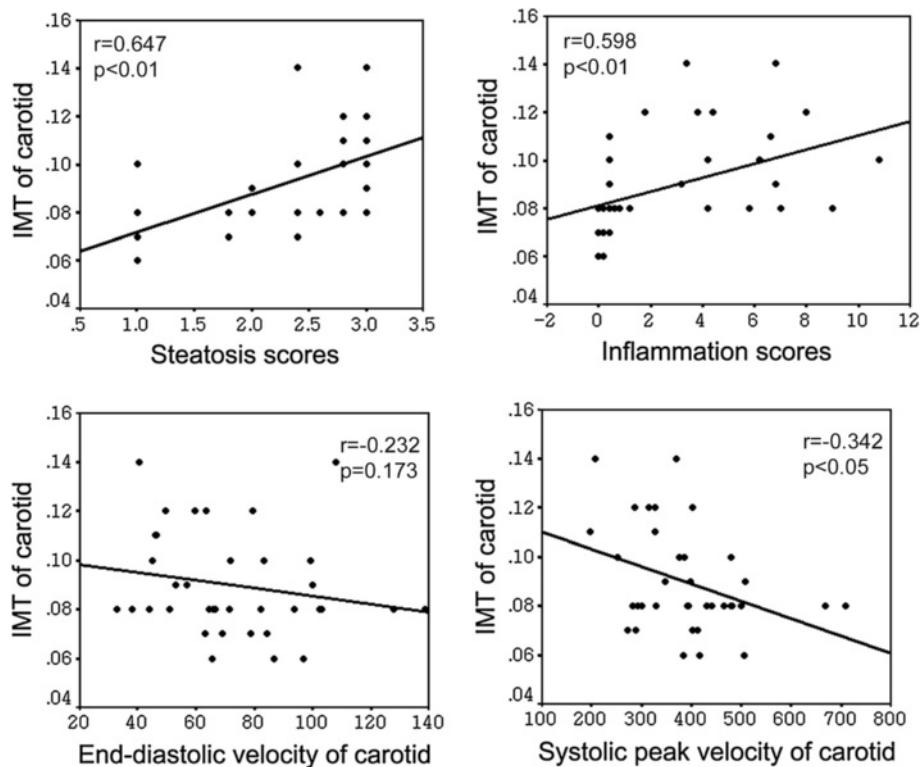 .16
.14
.12
.10
.08
.06
.04
IMT of carotid
r=0.647
p<0.01
.5 1.0 1.5 2.0 2.5 3.0 3.5
Steatosis scores
.16
.14
.12
.10
.08
.06
.04
IMT of carotid
r=0.598
p<0.01
-2 0 2 4 6 8 10 12
Inflammation scores
.16
.14
.12
.10
.08
.06
.04
IMT of carotid
r=-0.232
p=0.173
20 40 60 80 100 120 140
End-diastolic velocity of carotid
.16
.14
.12
.10
.08
.06
.04
IMT of carotid
r=-0.342
p<0.05
100 200 300 400 500 600 700 800
Systolic peak velocity of carotid